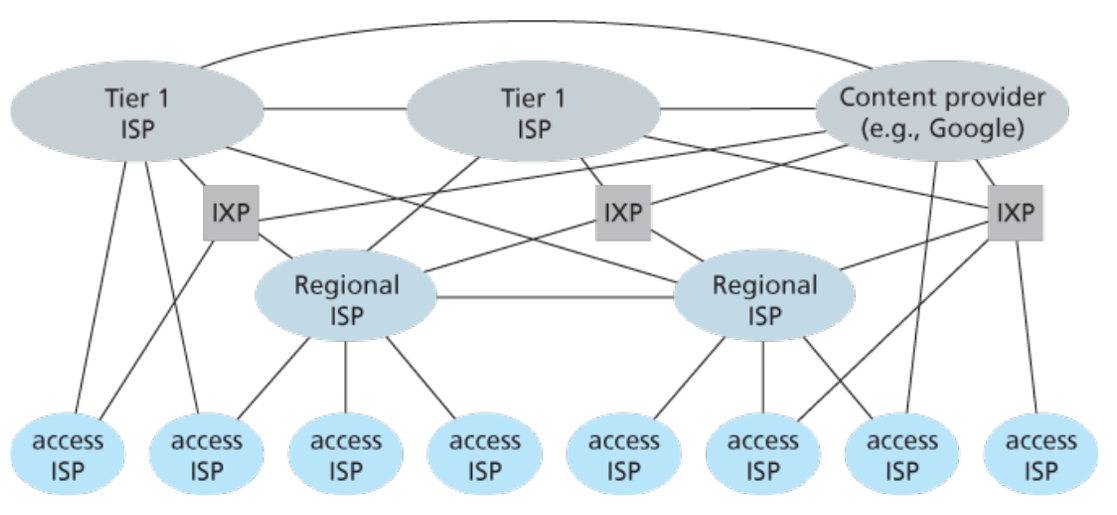 Tier 1
ISP
Tier 1
ISP
Content provider
(e.g., Google)
IXP
IXP
IXP
Regional
ISP
Regional
ISP
access
ISP
access
ISP
access
ISP
access
ISP
access
ISP
access
ISP
access
ISP
access
ISP